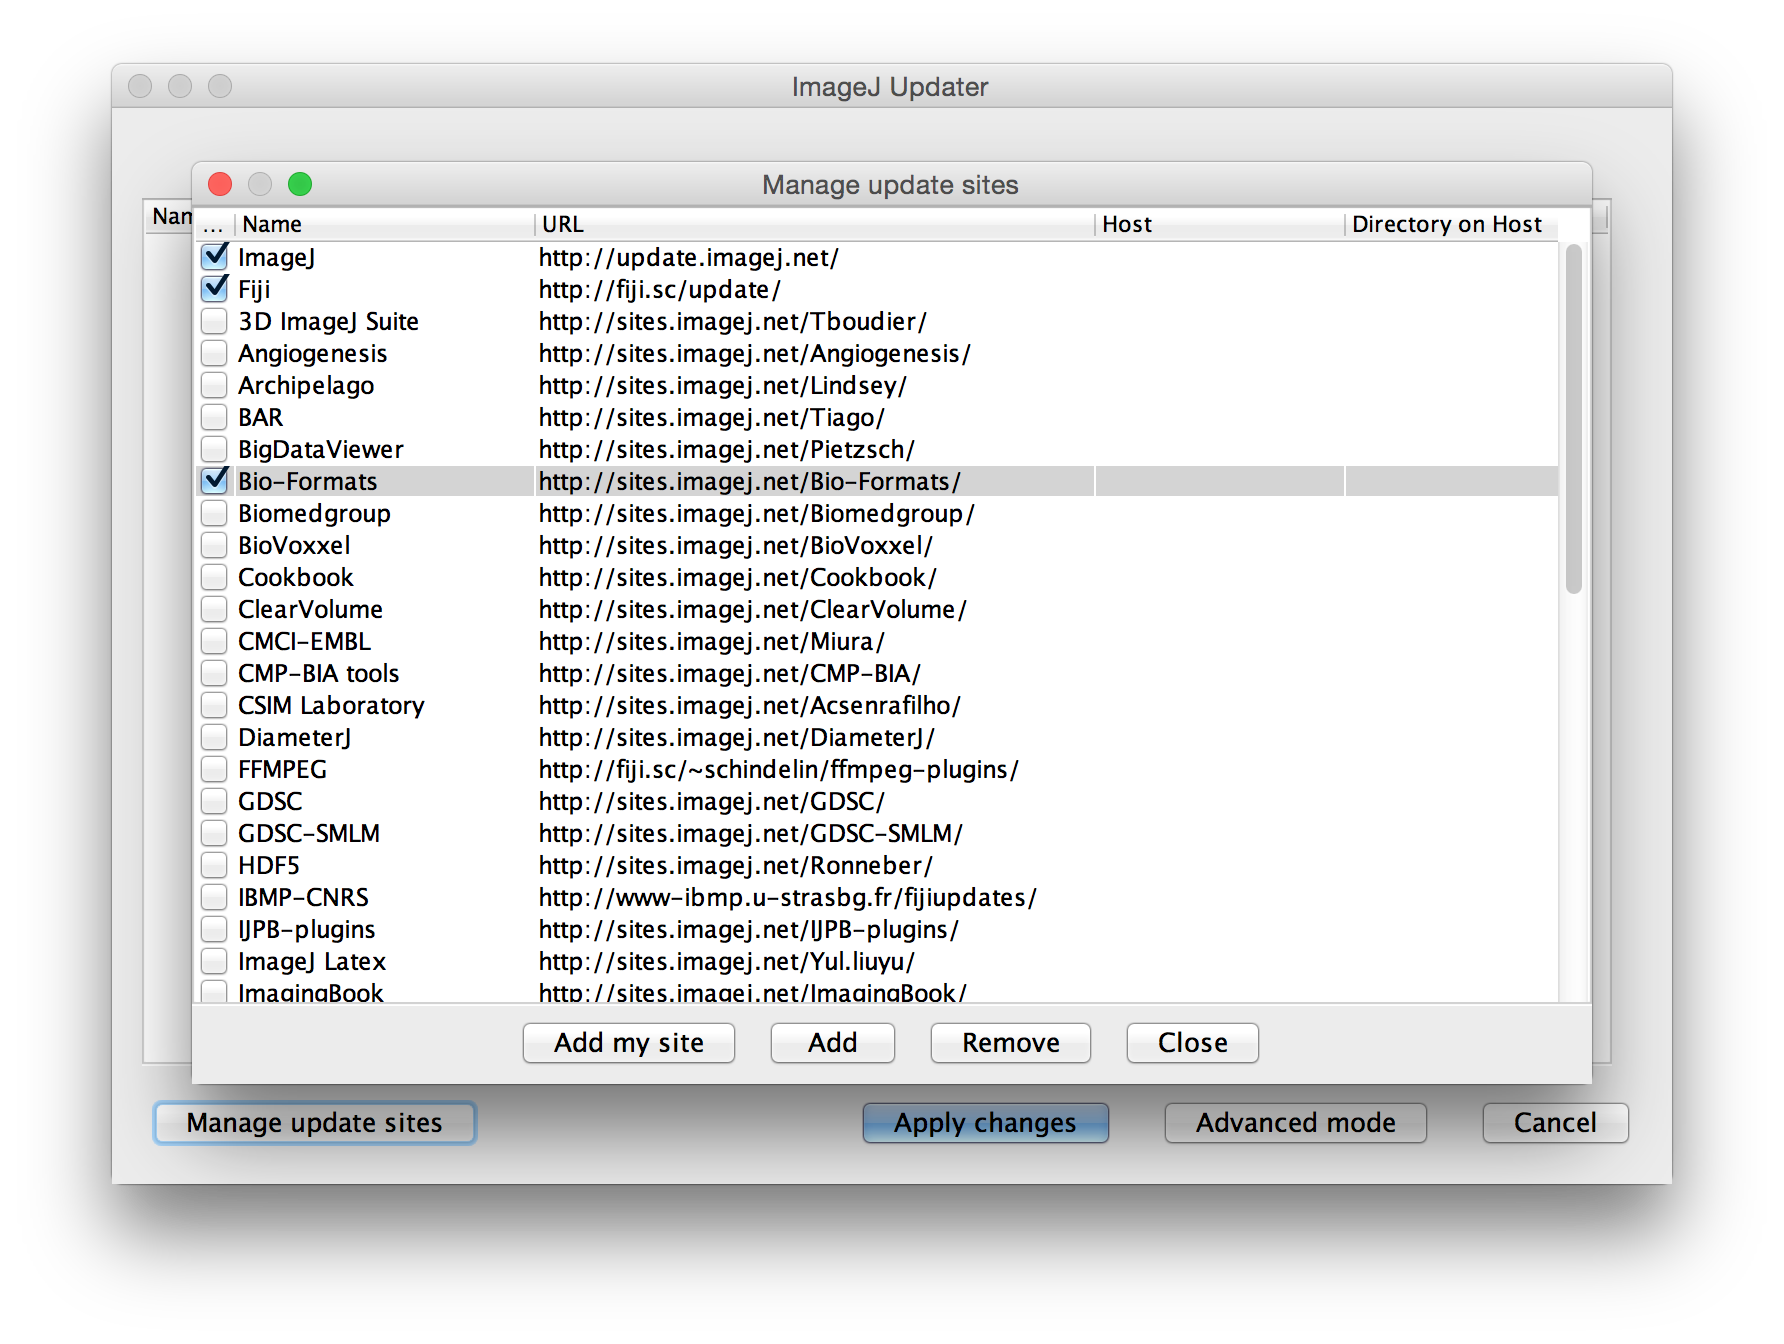 ImageJ Updater
Manage update sites
Nam
... Name URL Host Directory on Host
ImageJ http://update.imagej.net/
Fiji http://fiji.sc/update/
3D ImageJ Suite http://sites.imagej.net/Tboudier/
Angiogenesis http://sites.imagej.net/Angiogenesis/
Archipelago http://sites.imagej.net/Lindsey/
BAR http://sites.imagej.net/Tiago/
BigDataViewer http://sites.imagej.net/Pietzsch/
Bio-Formats http://sites.imagej.net/Bio-Formats/
Biomedgroup http://sites.imagej.net/Biomedgroup/
BioVoxxel http://sites.imagej.net/BioVoxxel/
Cookbook http://sites.imagej.net/Cookbook/
ClearVolume http://sites.imagej.net/ClearVolume/
CMCI-EMBL http://sites.imagej.net/Miura/
CMP-BIA tools http://sites.imagej.net/CMP-BIA/
CSIM Laboratory http://sites.imagej.net/Acsenrafilho/
DiameterJ http://sites.imagej.net/DiameterJ/
FFMPEG http://fiji.sc/~schindelin/ffmpeg-plugins/
GDSC http://sites.imagej.net/GDSC/
GDSC-SMLM http://sites.imagej.net/GDSC-SMLM/
HDF5 http://sites.imagej.net/Ronneber/
IBMP-CNRS http://www-ibmp.u-strasbg.fr/fijiupdates/
IJPB-plugins http://sites.imagej.net/IJPB-plugins/
ImageJ Latex http://sites.imagej.net/Yul.liuyu/
ImagingBook http://sites.imagej.net/ImagingBook/
Add my site Add Remove Close
Manage update sites Apply changes Advanced mode Cancel